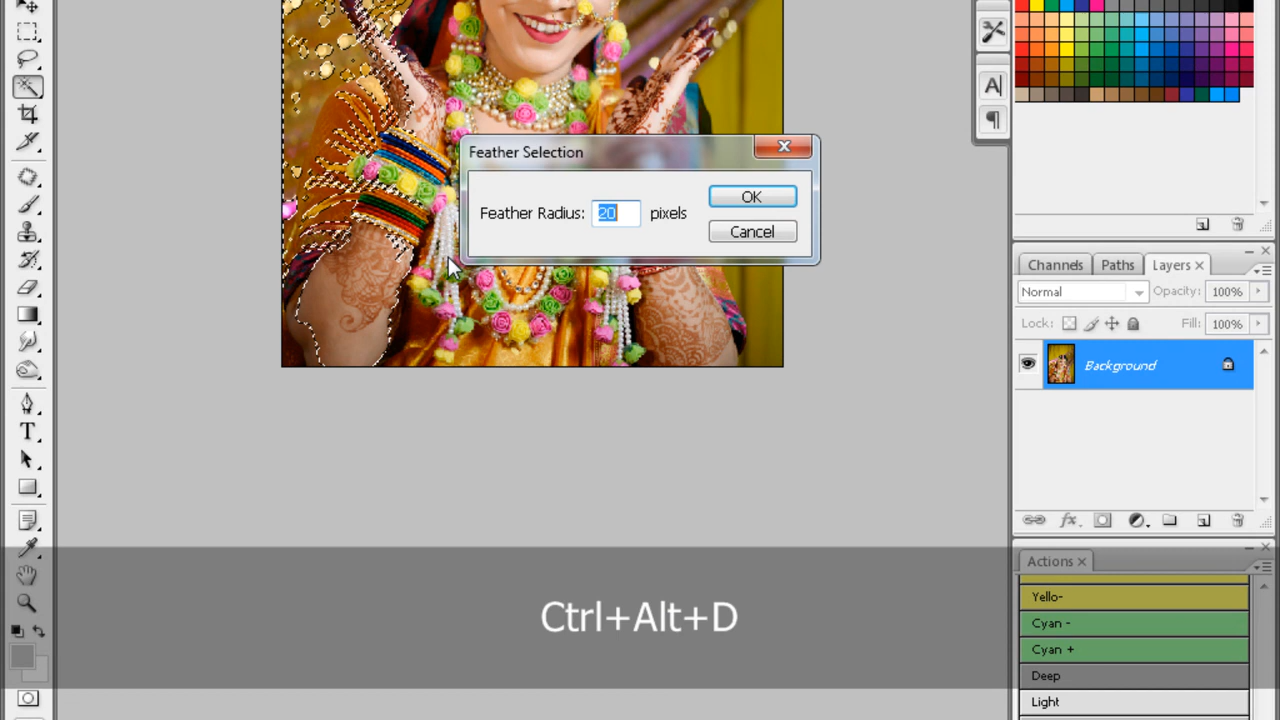 Feather Selection
Feather Radius: 20 pixels
OK
Cancel
A
Channels Paths Layers
Normal Opacity: 100%
Lock: Fill: 100%
Background
T
fx
Actions
Yello-
Cyan -
Cyan +
Deep
Light
Ctrl+Alt+D